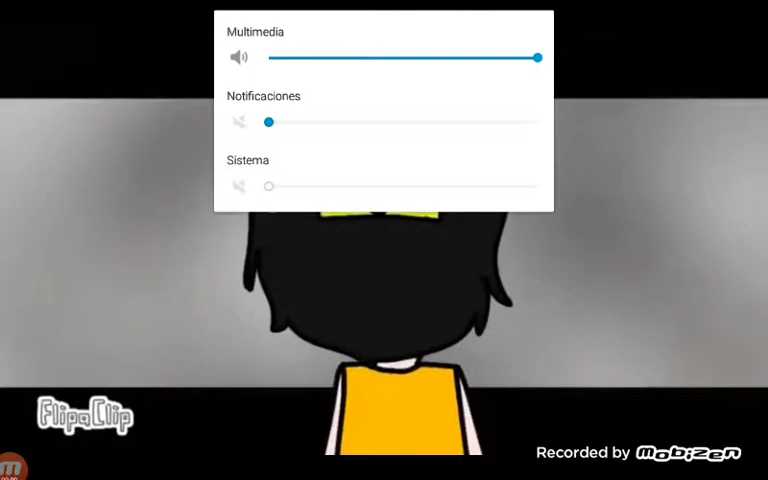 Multimedia
Notificaciones
Sistema
FlipaClip
Recorded by mobizen